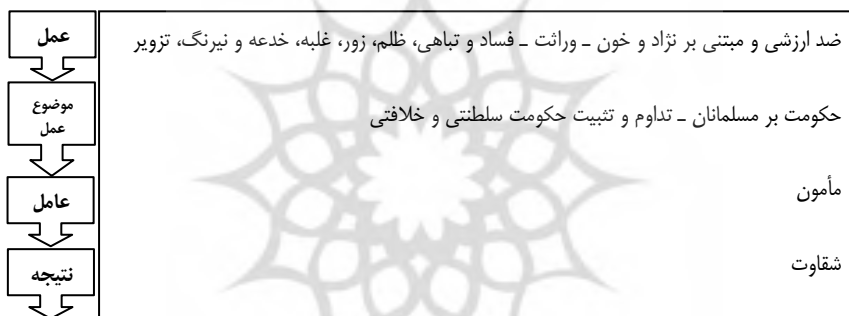 عمل
ضد ارزشی و مبتنی بر نژاد و خون ـ وراثت ـ فساد و تباهی، ظلم، زور، غلبه، خدعه و نیرنگ، تزویر
موضوع
عمل
حکومت بر مسلمانان ـ تداوم و تثبیت حکومت سلطنتی و خلافتی
عامل
مأمون
نتیجه
شقاوت